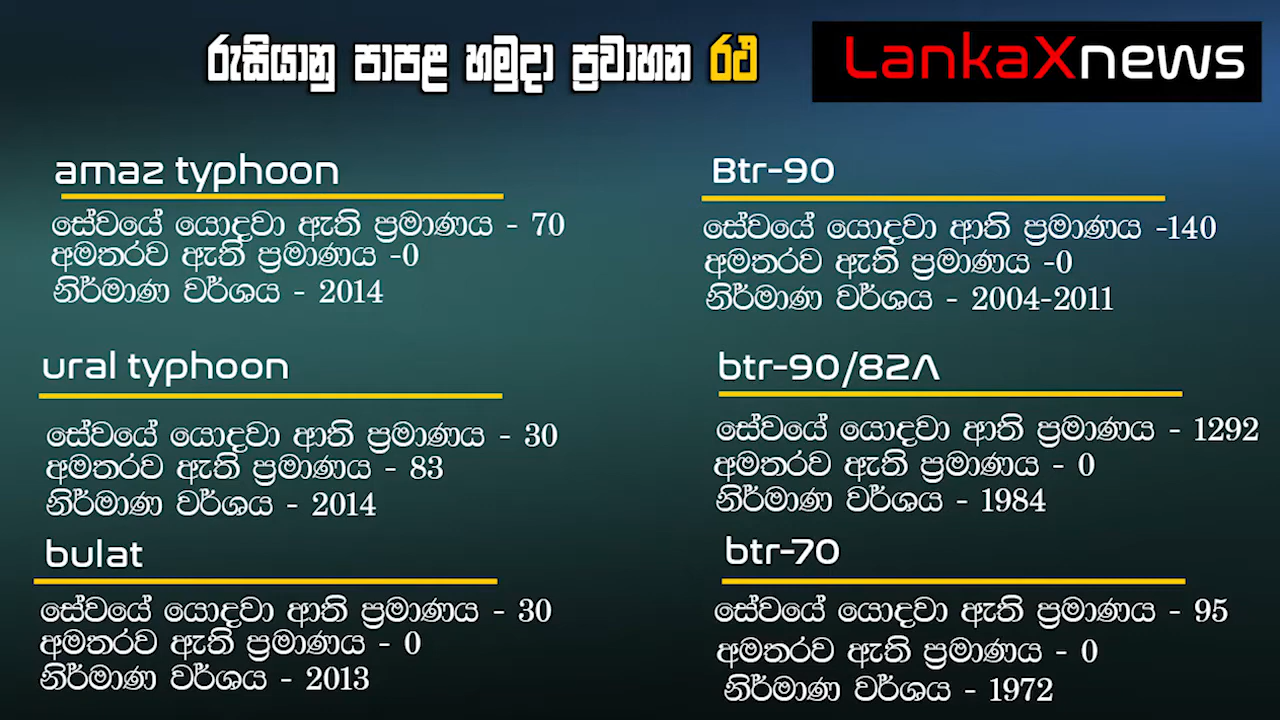 රුසියානු පාපළ හමුදා ප්‍රවාහන රථ
LankaXnews
amaz typhoon
සේවයේ යොදවා ඇති ප්‍රමාණය - 70
අමතරව ඇති ප්‍රමාණය -0
නිර්මාණ වර්ශය - 2014
ural typhoon
සේවයේ යොදවා ආති ප්‍රමාණය - 30
අමතරව ඇති ප්‍රමාණය - 83
නිර්මාණ වර්ශය - 2014
bulat
සේවයේ යොදවා ආති ප්‍රමාණය - 30
අමතරව ඇති ප්‍රමාණය - 0
නිර්මාණ වර්ශය - 2013
Btr-90
සේවයේ යොදවා ආති ප්‍රමාණය -140
අමතරව ඇති ප්‍රමාණය -0
නිර්මාණ වර්ශය - 2004-2011
btr-90/82A
සේවයේ යොදවා ආති ප්‍රමාණය - 1292
අමතරව ඇති ප්‍රමාණය - 0
නිර්මාණ වර්ශය - 1984
btr-70
සේවයේ යොදවා ඇති ප්‍රමාණය - 95
අමතරව ඇති ප්‍රමාණය - 0
නිර්මාණ වර්ශය - 1972